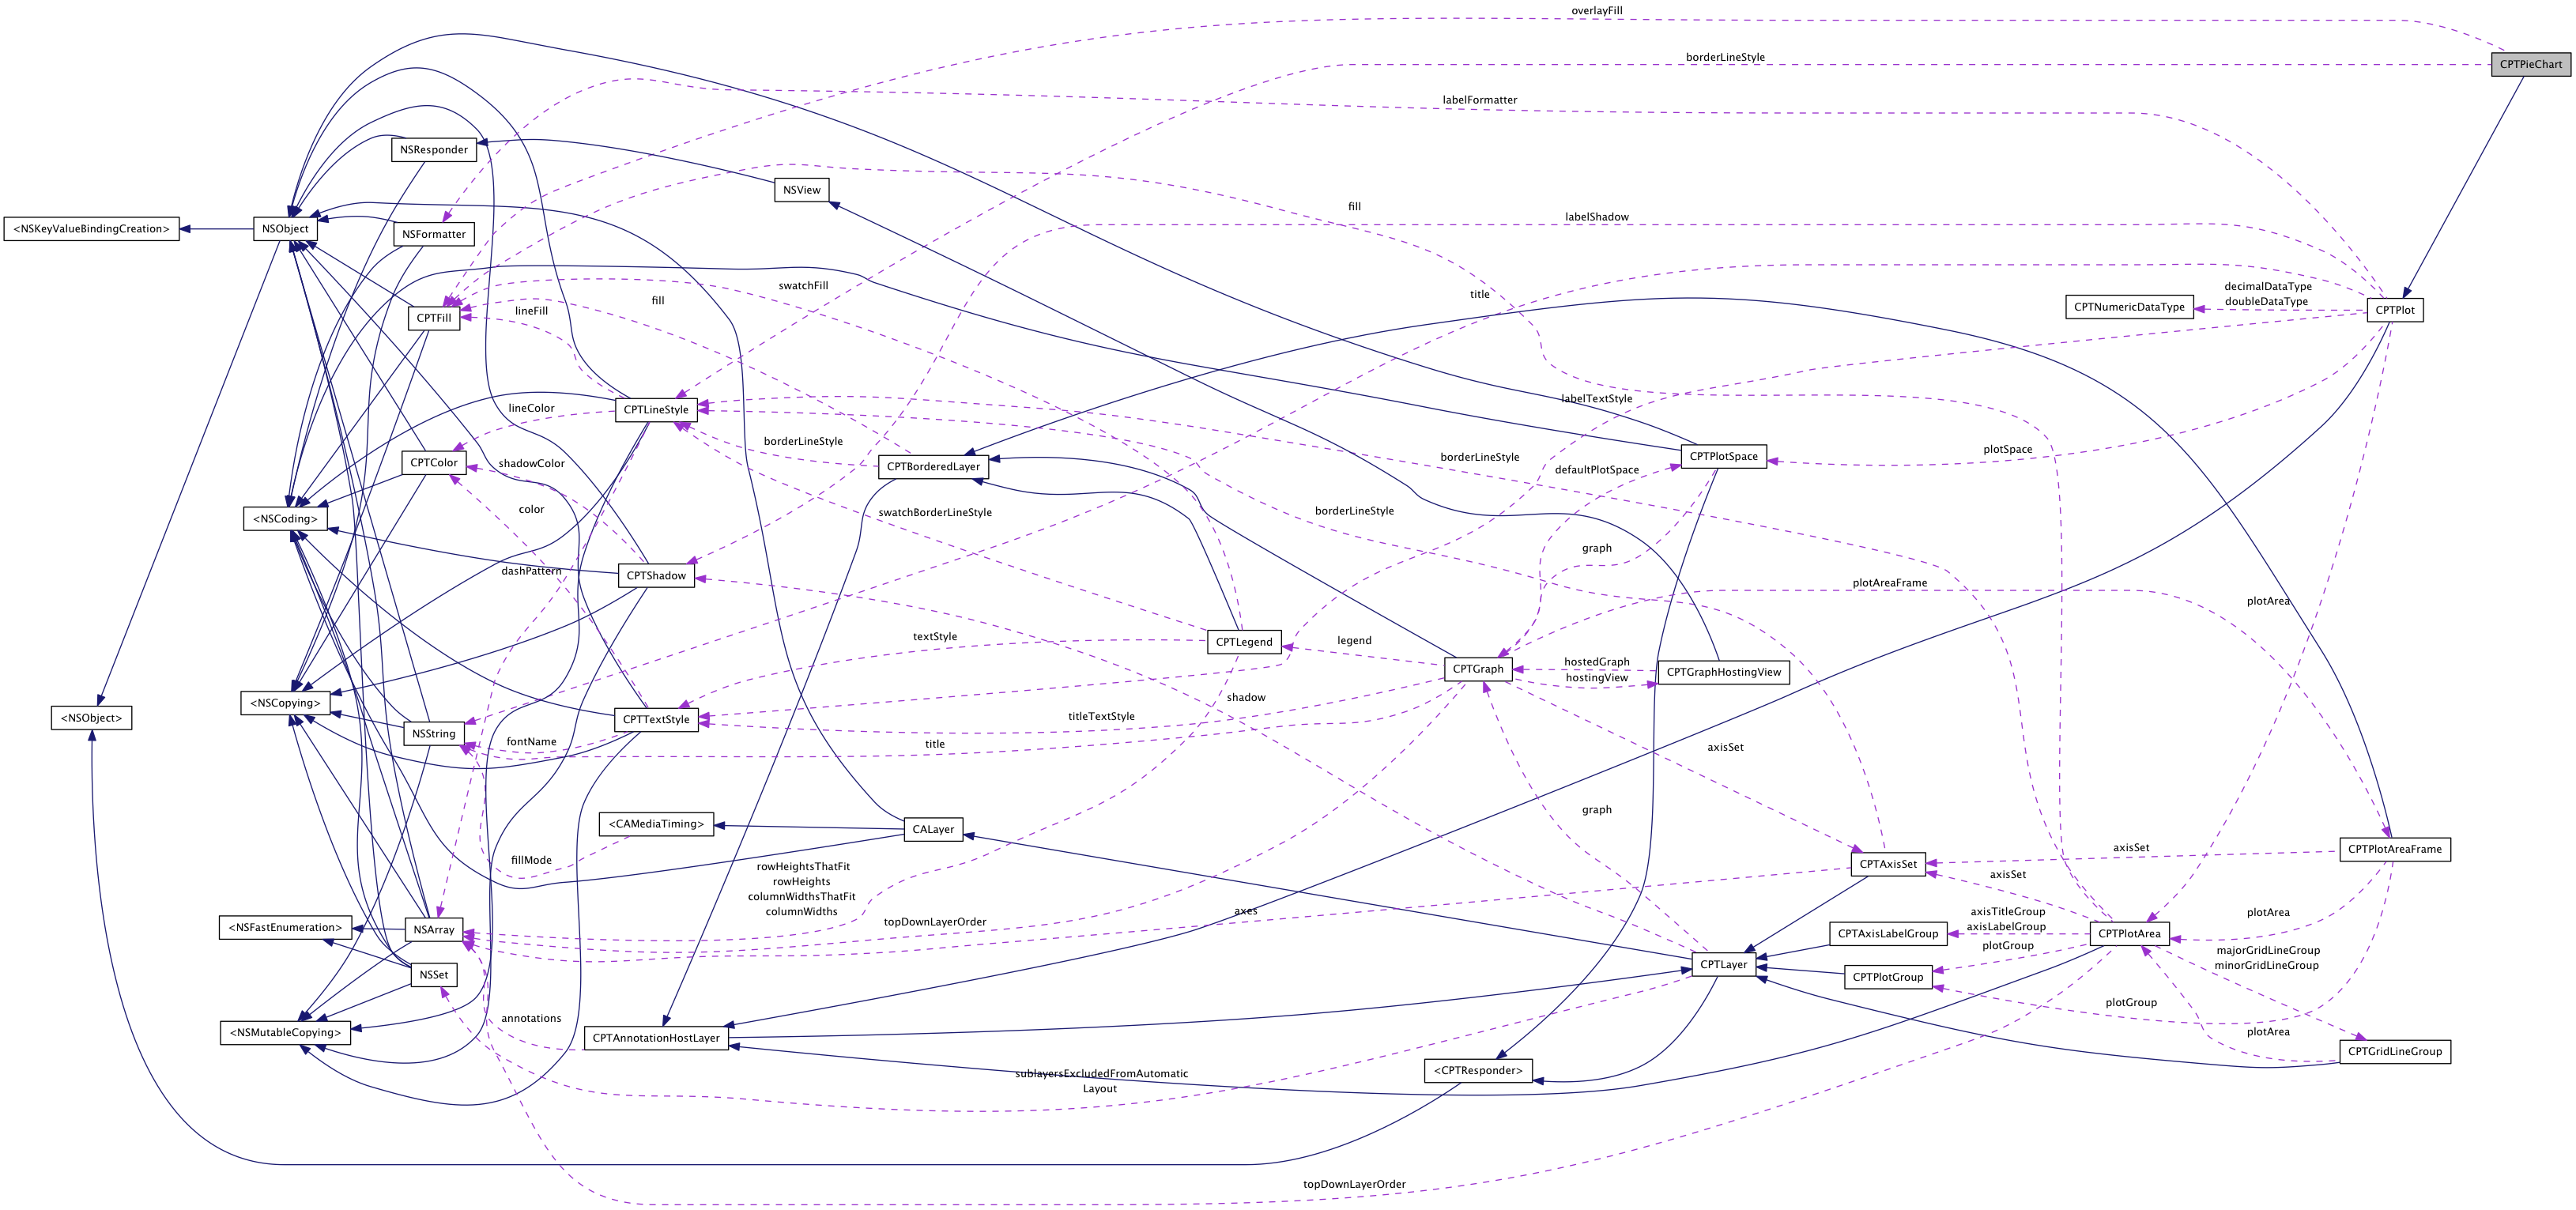 overlayFill
borderLineStyle
CPTPieChart
labelFormatter
NSResponder
NSView
fill
labelShadow
<NSKeyValueBindingCreation>
NSObject
NSFormatter
swatchFill
fill
title
decimalDataType
doubleDataType
CPTNumericDataType
CPTPlot
CPTFill
lineFill
labelTextStyle
lineColor
CPTLineStyle
borderLineStyle
borderLineStyle
plotSpace
CPTPlotSpace
CPTColor
shadowColor
CPTBorderedLayer
defaultPlotSpace
<NSCoding>
color
swatchBorderLineStyle
borderLineStyle
graph
dashPattern
CPTShadow
plotAreaFrame
plotArea
textStyle
CPTLegend
legend
CPTGraph
hostedGraph
hostingView
CPTGraphHostingView
<NSCopying>
shadow
<NSObject>
NSString
CPTTextStyle
fontName
titleTextStyle
title
axisSet
<CAMediaTiming>
CALayer
graph
fillMode
rowHeightsThatFit
rowHeights
columnWidthsThatFit
columnWidths
axisSet
CPTPlotAreaFrame
CPTAxisSet
axisSet
<NSFastEnumeration>
NSArray
topDownLayerOrder
axes
axisTitleGroup
axisLabelGroup
CPTAxisLabelGroup
plotArea
CPTPlotArea
NSSet
CPTLayer
plotGroup
CPTPlotGroup
majorGridLineGroup
minorGridLineGroup
plotGroup
<NSMutableCopying>
annotations
CPTAnnotationHostLayer
plotArea
CPTGridLineGroup
sublayersExcludedFromAutomatic
Layout
<CPTResponder>
topDownLayerOrder